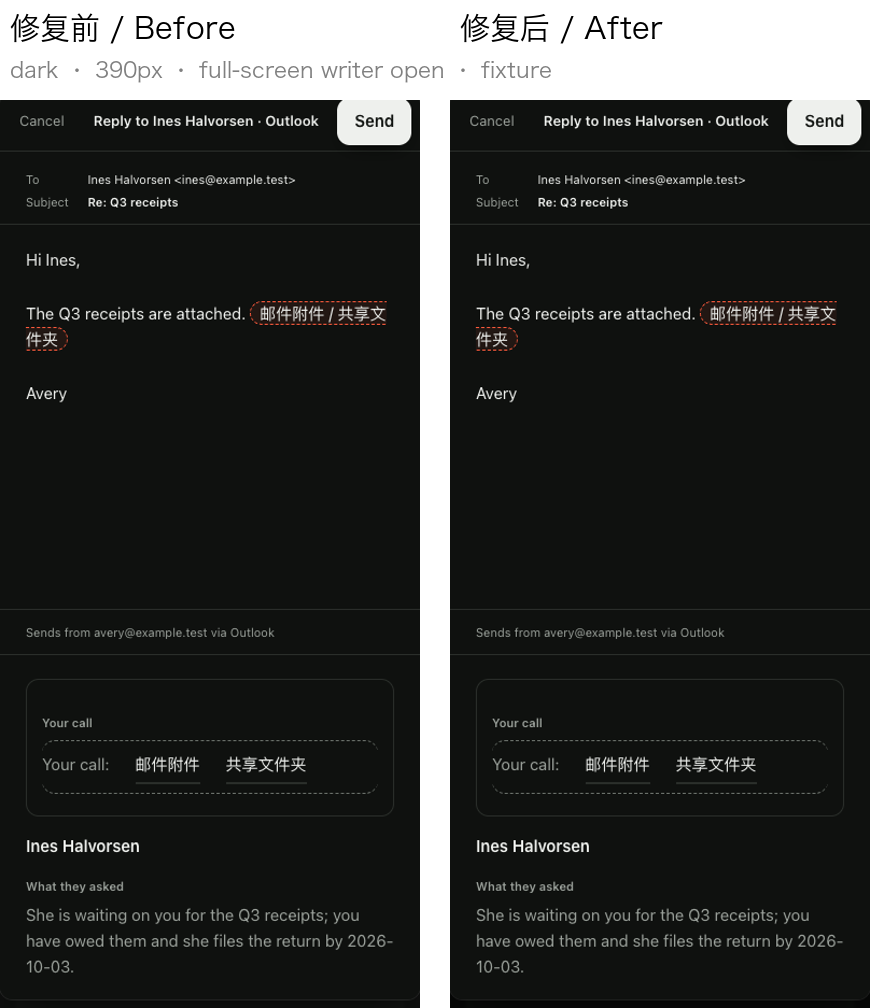 修复前 / Before
修复后 / After
dark · 390px · full-screen writer open · fixture
Cancel
Reply to Ines Halvorsen · Outlook
Send
To
Ines Halvorsen <ines@example.test>
Subject
Re: Q3 receipts
Hi Ines,
The Q3 receipts are attached. 邮件附件 / 共享文
件夹
Avery
Sends from avery@example.test via Outlook
Your call
Your call: 邮件附件 共享文件夹
Ines Halvorsen
What they asked
She is waiting on you for the Q3 receipts; you
have owed them and she files the return by 2026-
10-03.
Cancel
Reply to Ines Halvorsen · Outlook
Send
To
Ines Halvorsen <ines@example.test>
Subject
Re: Q3 receipts
Hi Ines,
The Q3 receipts are attached. 邮件附件 / 共享文
件夹
Avery
Sends from avery@example.test via Outlook
Your call
Your call: 邮件附件 共享文件夹
Ines Halvorsen
What they asked
She is waiting on you for the Q3 receipts; you
have owed them and she files the return by 2026-
10-03.